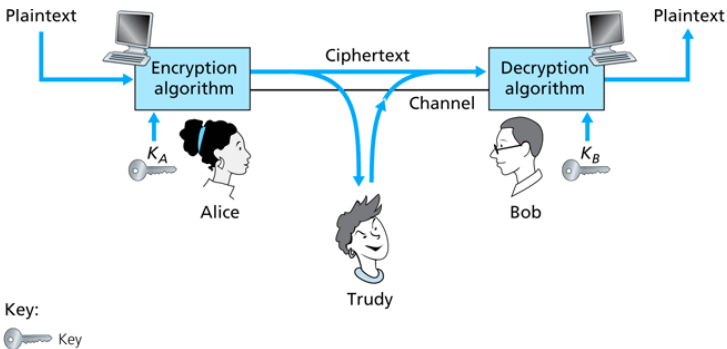 Plaintext
Plaintext
Encryption
algorithm
Ciphertext
Decryption
algorithm
Channel
K_A
K_B
Alice
Bob
Trudy
Key:
Key